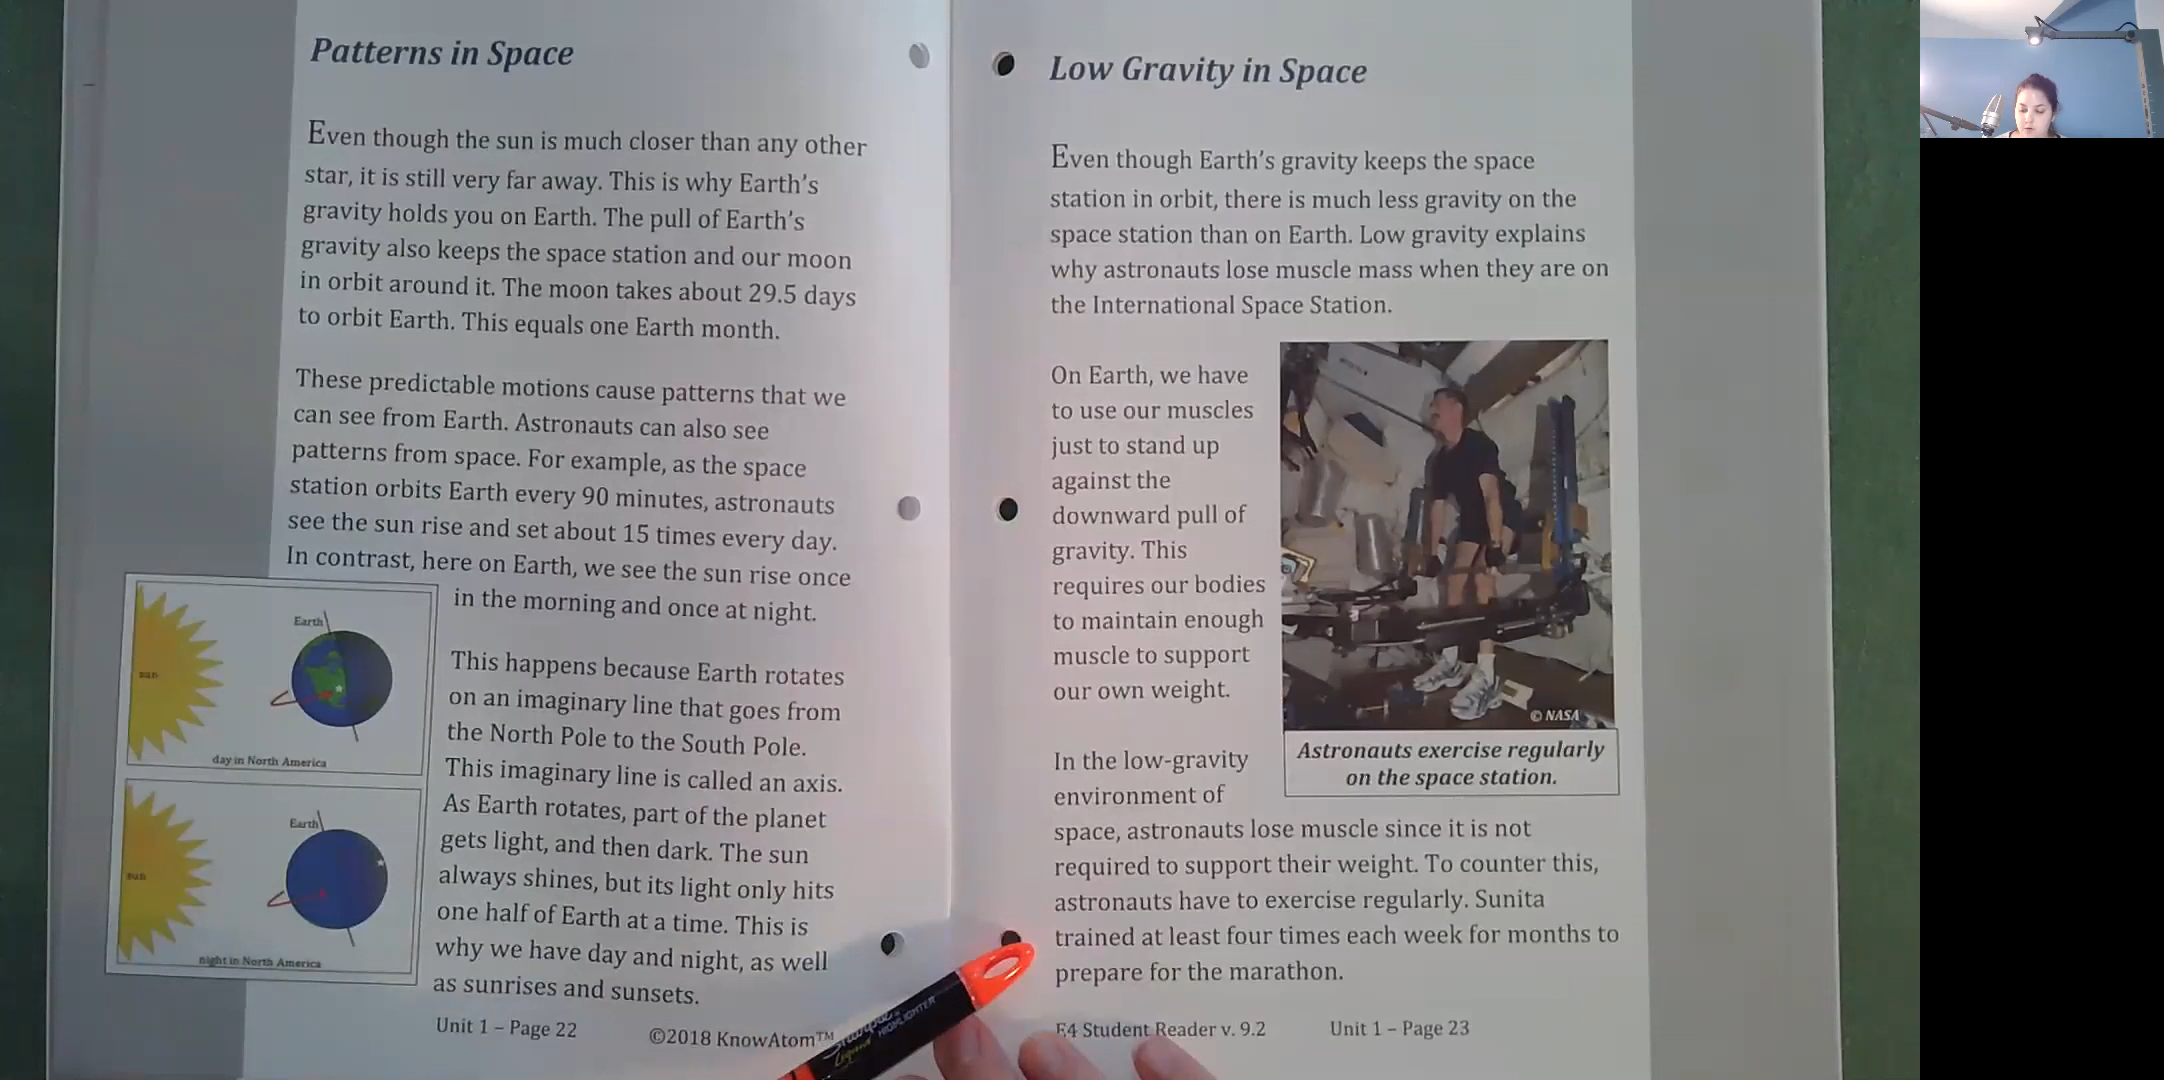 Patterns in Space
Even though the sun is much closer than any other
star, it is still very far away. This is why Earth's
gravity holds you on Earth. The pull of Earth's
gravity also keeps the space station and our moon
in orbit around it. The moon takes about 29.5 days
to orbit Earth. This equals one Earth month.
These predictable motions cause patterns that we
can see from Earth. Astronauts can also see
patterns from space. For example, as the space
station orbits Earth every 90 minutes, astronauts
see the sun rise and set about 15 times every day.
In contrast, here on Earth, we see the sun rise once
in the morning and once at night.
sun
Earth
day in North America
sun
Earth
night in North America
This happens because Earth rotates
on an imaginary line that goes from
the North Pole to the South Pole.
This imaginary line is called an axis.
As Earth rotates, part of the planet
gets light, and then dark. The sun
always shines, but its light only hits
one half of Earth at a time. This is
why we have day and night, as well
as sunrises and sunsets.
Unit 1 – Page 22
©2018 KnowAtom™
Sharpie
Liquid HIGHLIGHTER
Low Gravity in Space
Even though Earth's gravity keeps the space
station in orbit, there is much less gravity on the
space station than on Earth. Low gravity explains
why astronauts lose muscle mass when they are on
the International Space Station.
On Earth, we have
to use our muscles
just to stand up
against the
downward pull of
gravity. This
requires our bodies
to maintain enough
muscle to support
our own weight.
© NASA
Astronauts exercise regularly
on the space station.
In the low-gravity
environment of
space, astronauts lose muscle since it is not
required to support their weight. To counter this,
astronauts have to exercise regularly. Sunita
trained at least four times each week for months to
prepare for the marathon.
E4 Student Reader v. 9.2
Unit 1 – Page 23